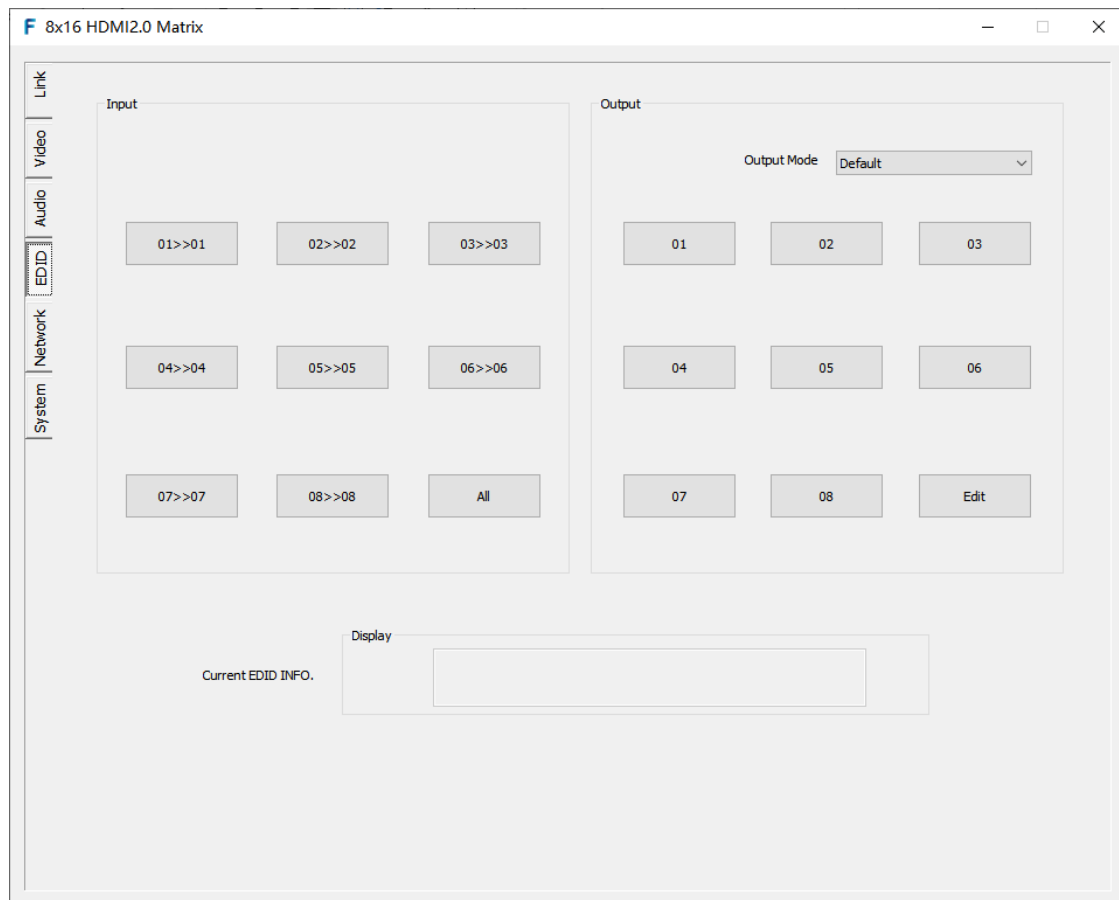 8x16 HDMI2.0 Matrix
Link
Video
Audio
EDID
Network
System
Input
01>>01 02>>02 03>>03
04>>04 05>>05 06>>06
07>>07 08>>08 All
Output
Output Mode Default
01 02 03
04 05 06
07 08 Edit
Display
Current EDID INFO.